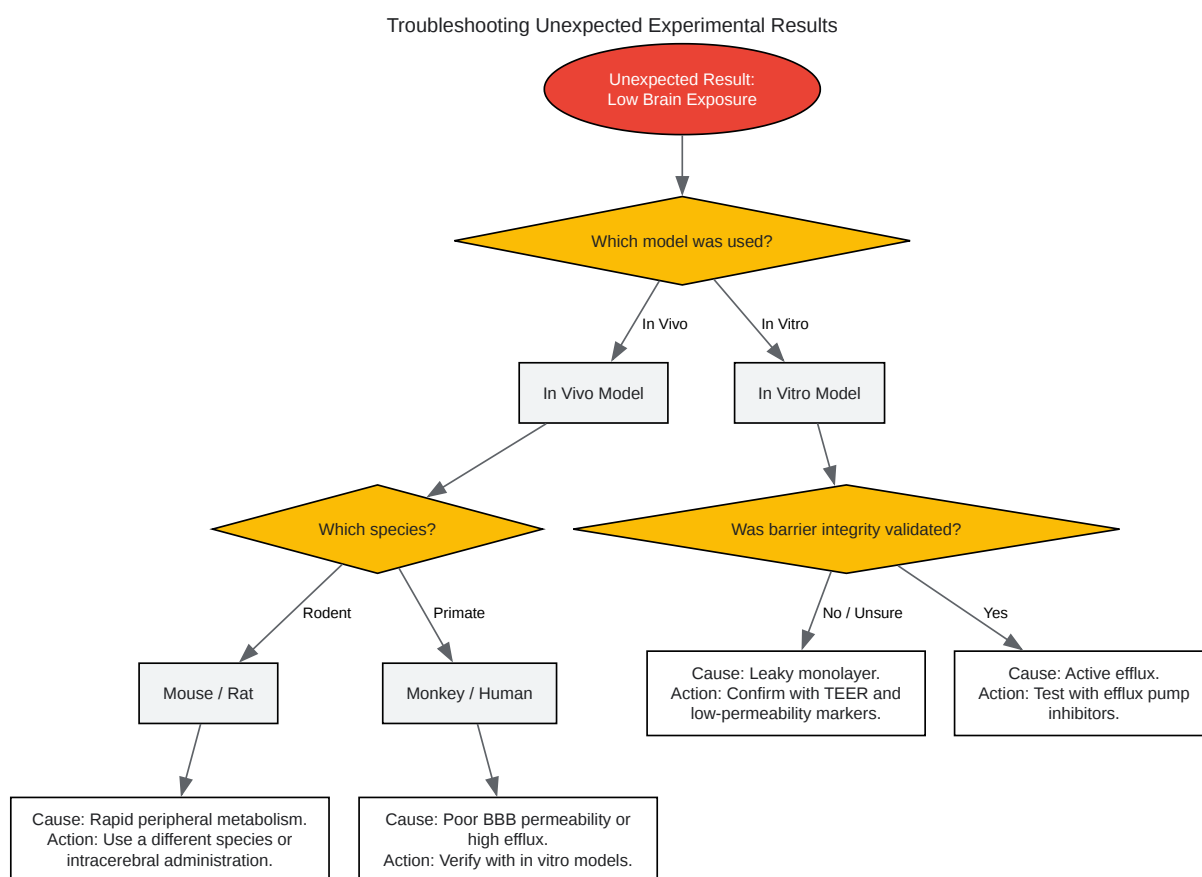 Troubleshooting Unexpected Experimental Results
Unexpected Result:
Low Brain Exposure
Which model was used?
In Vivo
In Vitro
In Vivo Model
In Vitro Model
Which species?
Was barrier integrity validated?
Rodent
Primate
No / Unsure
Yes
Mouse / Rat
Monkey / Human
Cause: Leaky monolayer.
Action: Confirm with TEER and
low-permeability markers.
Cause: Active efflux.
Action: Test with efflux pump
inhibitors.
Cause: Rapid peripheral metabolism.
Action: Use a different species or
intracerebral administration.
Cause: Poor BBB permeability or
high efflux.
Action: Verify with in vitro models.